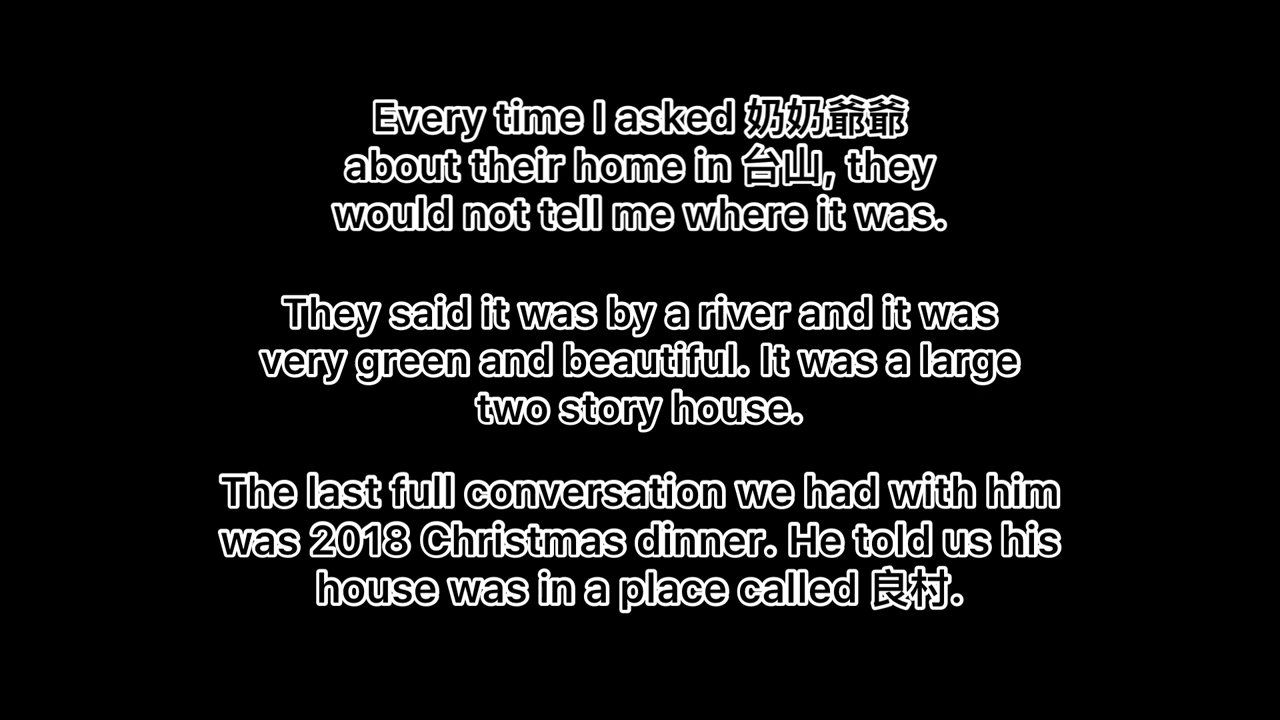 Every time I asked 奶奶爺爺
about their home in 台山, they
would not tell me where it was.
They said it was by a river and it was
very green and beautiful. It was a large
two story house.
The last full conversation we had with him
was 2018 Christmas dinner. He told us his
house was in a place called 良村.